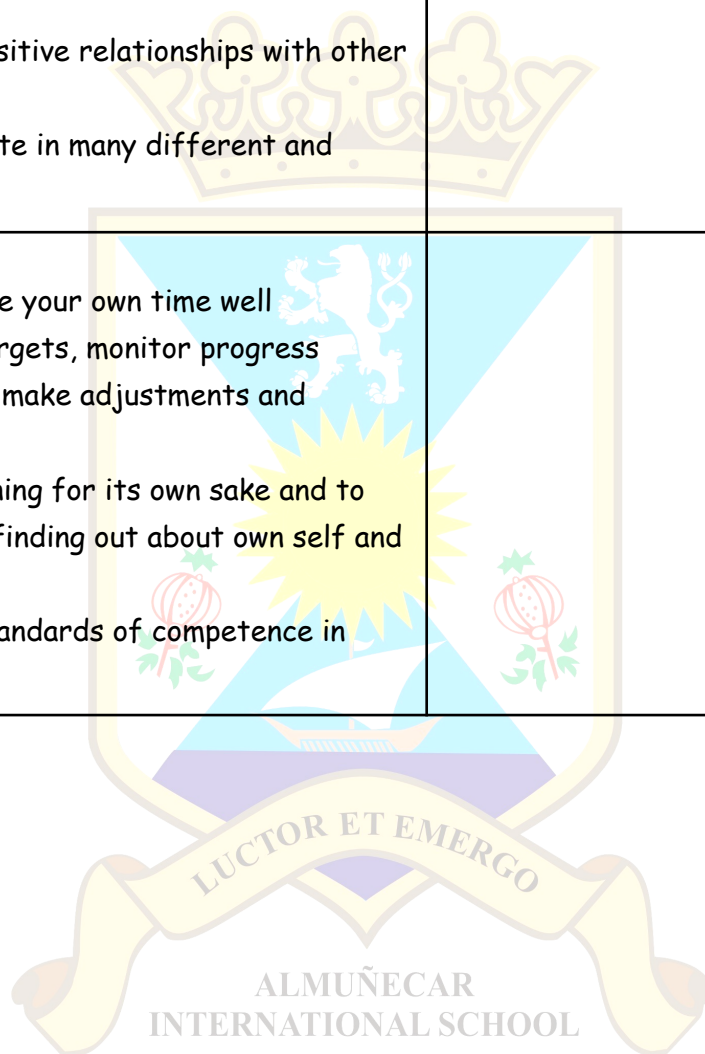 sitive relationships with other
te in many different and
e your own time well
rgets, monitor progress
make adjustments and
ning for its own sake and to
finding out about own self and
andards of competence in
LUCTOR ET EMERGO
ALMUÑECAR
INTERNATIONAL SCHOOL